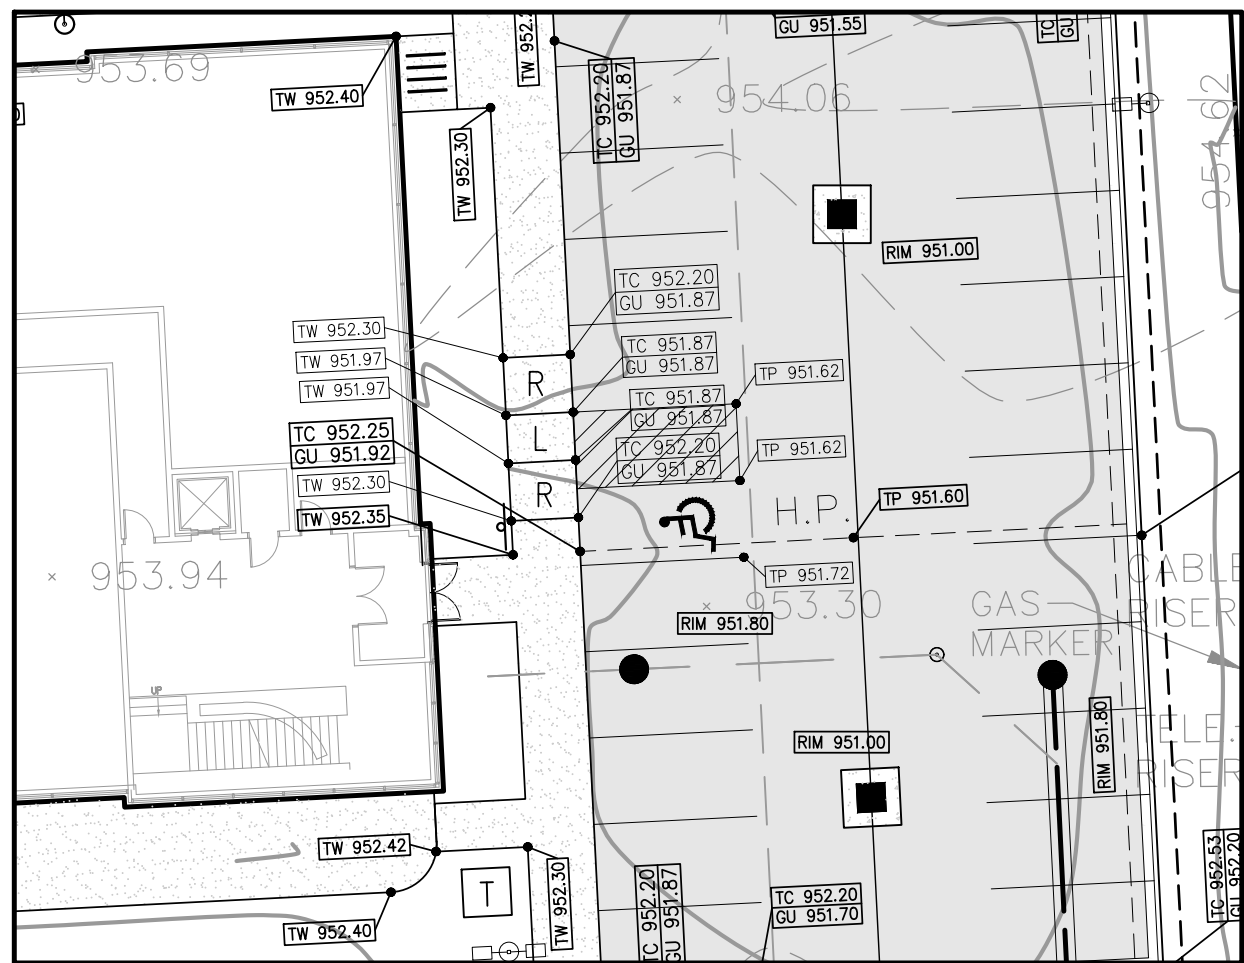 GU 951.55
TC
GU
TW 952.2
953.69
TW 952.40
TC 952.20
GU 951.87
954.06
954.62
TW 952.30
RIM 951.00
TC 952.20
GU 951.87
TW 952.30
TC 951.87
GU 951.87
TW 951.97
TP 951.62
R
TW 951.97
TC 951.87
GU 951.87
TC 952.25
GU 951.92
L
TC 952.20
GU 951.87
TP 951.62
TW 952.30
R
TP 951.60
H.P.
TW 952.35
953.94
TP 951.72
CABLE
RISER
953.30
GAS
MARKER
RIM 951.80
UP
RIM 951.80
TELE.
RISER
RIM 951.00
TW 952.42
TC 952.53
GU 952.20
T
TW 952.30
TC 952.20
GU 951.87
TC 952.20
GU 951.70
TW 952.40